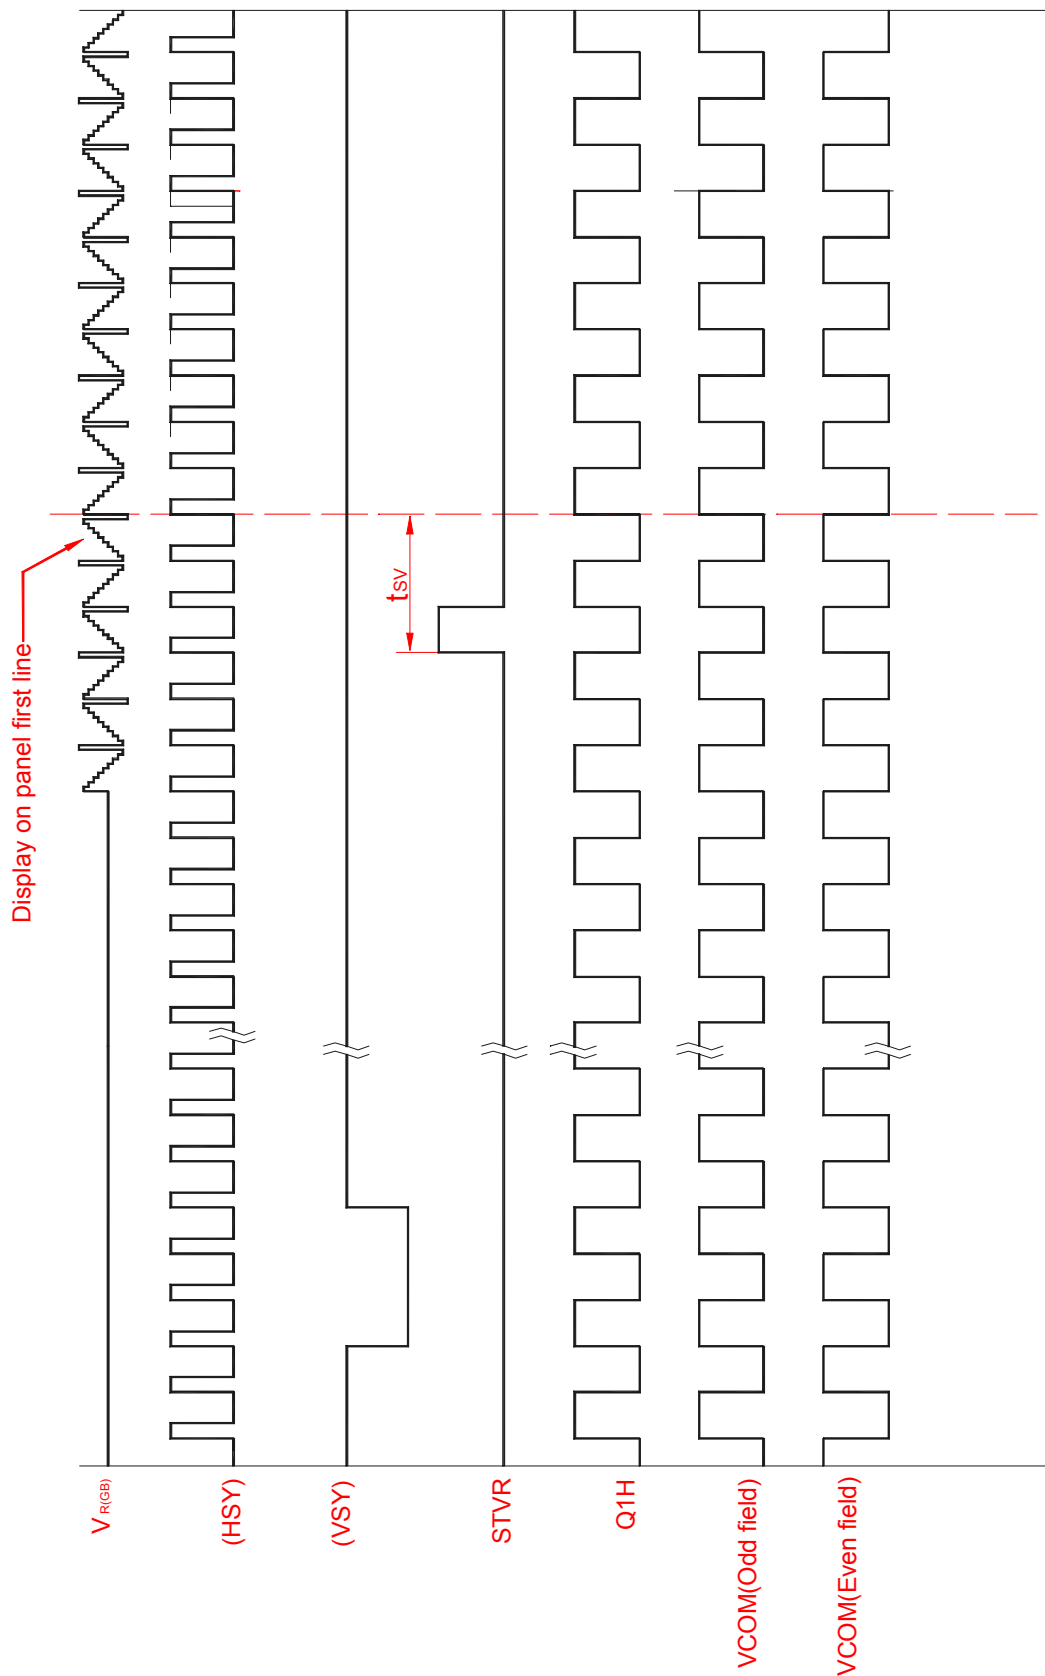 Display on panel first line
tSV
VR(GB)
(HSY)
(VSY)
STVR
Q1H
VCOM(Odd field)
VCOM(Even field)